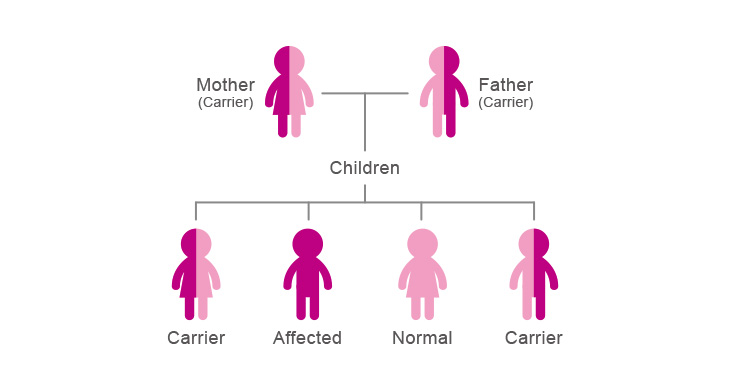 Mother
(Carrier)
Father
(Carrier)
Children
Carrier
Affected
Normal
Carrier